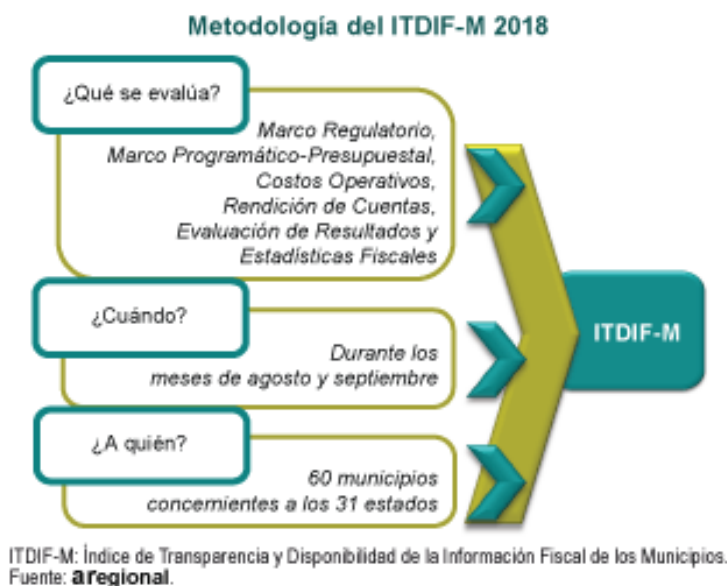 Metodología del ITDIF-M 2018
¿Qué se evalúa?
Marco Regulatorio,
Marco Programático-Presupuestal,
Costos Operativos,
Rendición de Cuentas,
Evaluación de Resultados y
Estadísticas Fiscales
¿Cuándo?
Durante los
meses de agosto y septiembre
¿A quién?
60 municipios
concernientes a los 31 estados
ITDIF-M
ITDIF-M: Índice de Transparencia y Disponibilidad de la Información Fiscal de los Municipios.
Fuente: aregional.